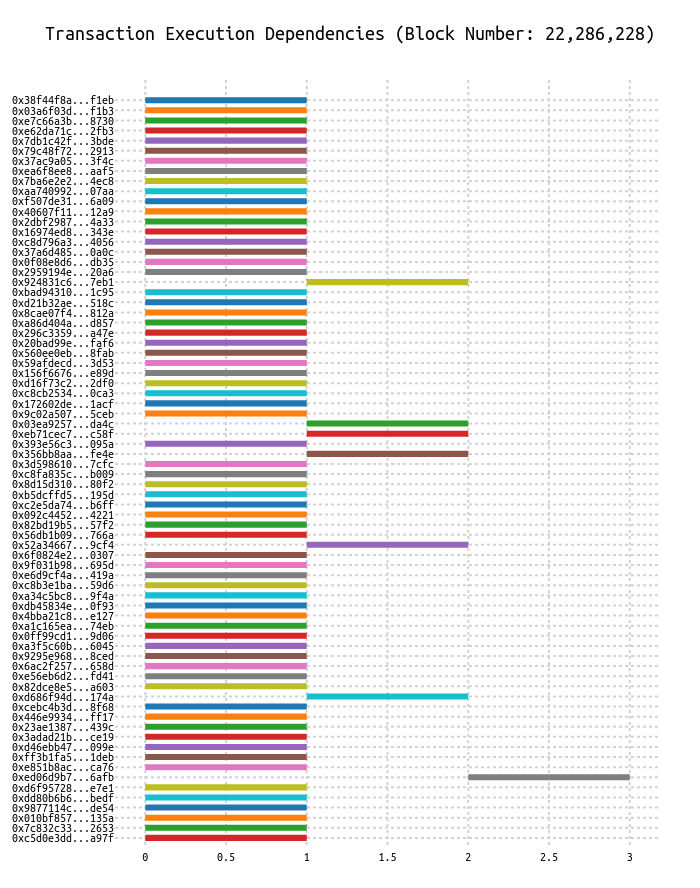 Transaction Execution Dependencies (Block Number: 22,286,228)
0x38f44f8a...f1eb
0x03a6f03d...f1b3
0xe7c66a3b...8730
0xe62da71c...2fb3
0x7db1c42f...3bde
0x79c48f72...2913
0x37ac9a05...3f4c
0xea6f8ee8...aaf5
0x7ba6e2e2...4ec8
0xaa740992...07aa
0xf507de31...6a09
0x40607f11...12a9
0x2dbf2987...4a33
0x16974ed8...343e
0xc8d796a3...4056
0x37a6d485...0a0c
0x0f08e8d6...db35
0x2959194e...20a6
0x924831c6...7eb1
0xbad94310...1c95
0xd21b32ae...518c
0x8cae07f4...812a
0xa86d404a...d857
0x296c3359...a47e
0x20bad99e...faf6
0x560ee0eb...8fab
0x59afdecd...3d53
0x156f6676...e89d
0xd16f73c2...2df0
0xc8cb2534...0ca3
0x172602de...1acf
0x9c02a507...5ceb
0x03ea9257...da4c
0xeb71cec7...c58f
0x393e56c3...095a
0x356bb8aa...fe4e
0x3d598610...7cfc
0xc8fa835c...b009
0x8d15d310...80f2
0xb5dcffd5...195d
0xc2e5da74...b6ff
0x092c4452...4221
0x82bd19b5...57f2
0x56db1b09...766a
0x52a34667...9cf4
0x6f0824e2...0307
0x9f031b98...695d
0xe6d9cf4a...419a
0xc8b3e1ba...59d6
0xa34c5bc8...9f4a
0xdb45834e...0f93
0x4bba21c8...e127
0xa1c165ea...74eb
0x0ff99cd1...9d06
0xa3f5c60b...6045
0x9295e968...8ced
0x6ac2f257...658d
0xe56eb6d2...fd41
0x82dce8e5...a603
0xd686f94d...174a
0xcebc4b3d...8f68
0x446e9934...ff17
0x23ae1387...439c
0x3adad21b...ce19
0xd46ebb47...099e
0xff3b1fa5...1deb
0xe851b8ac...ca76
0xed06d9b7...6afb
0xd6f95728...e7e1
0xdd80b6b6...bedf
0x9877114c...de54
0x010bf857...135a
0x7c832c33...2653
0xc5d0e3dd...a97f
0 0.5 1 1.5 2 2.5 3